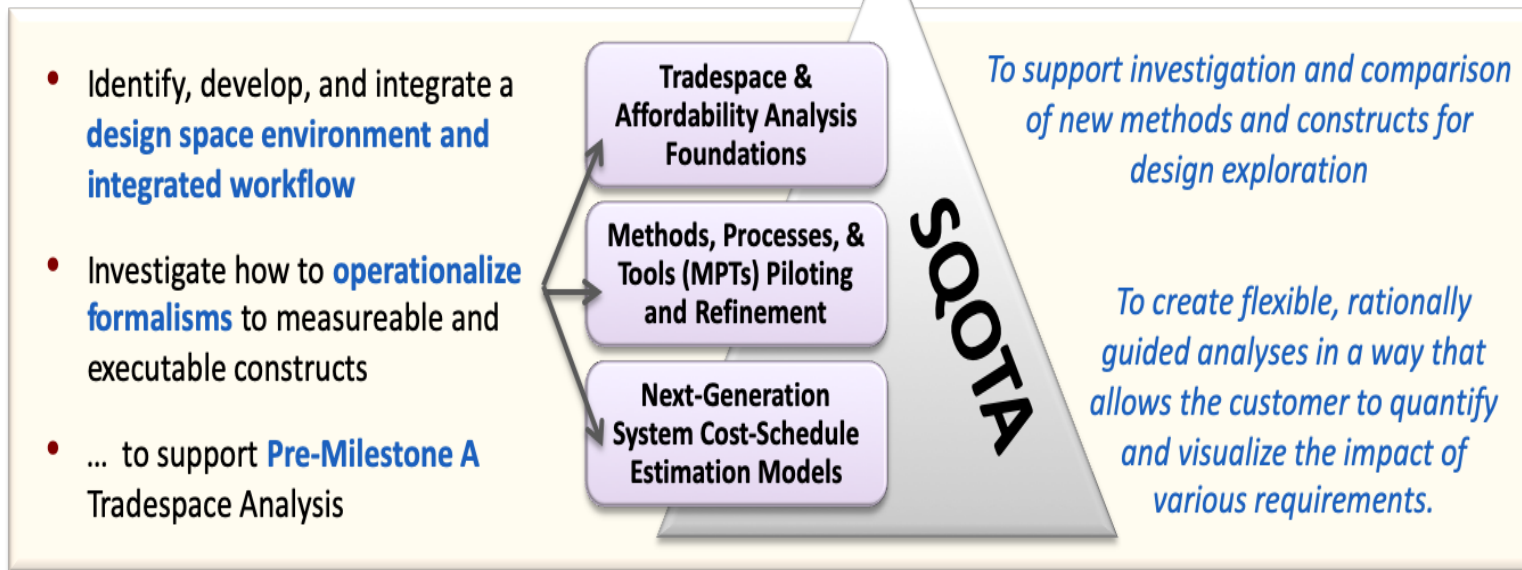 • Identify, develop, and integrate a
design space environment and
integrated workflow
• Investigate how to operationalize
formalisms to measureable and
executable constructs
• ... to support Pre-Milestone A
Tradespace Analysis
Tradespace &
Affordability Analysis
Foundations
Methods, Processes, &
Tools (MPTs) Piloting
and Refinement
Next-Generation
System Cost-Schedule
Estimation Models
SQOTA
To support investigation and comparison
of new methods and constructs for
design exploration
To create flexible, rationally
guided analyses in a way that
allows the customer to quantify
and visualize the impact of
various requirements.